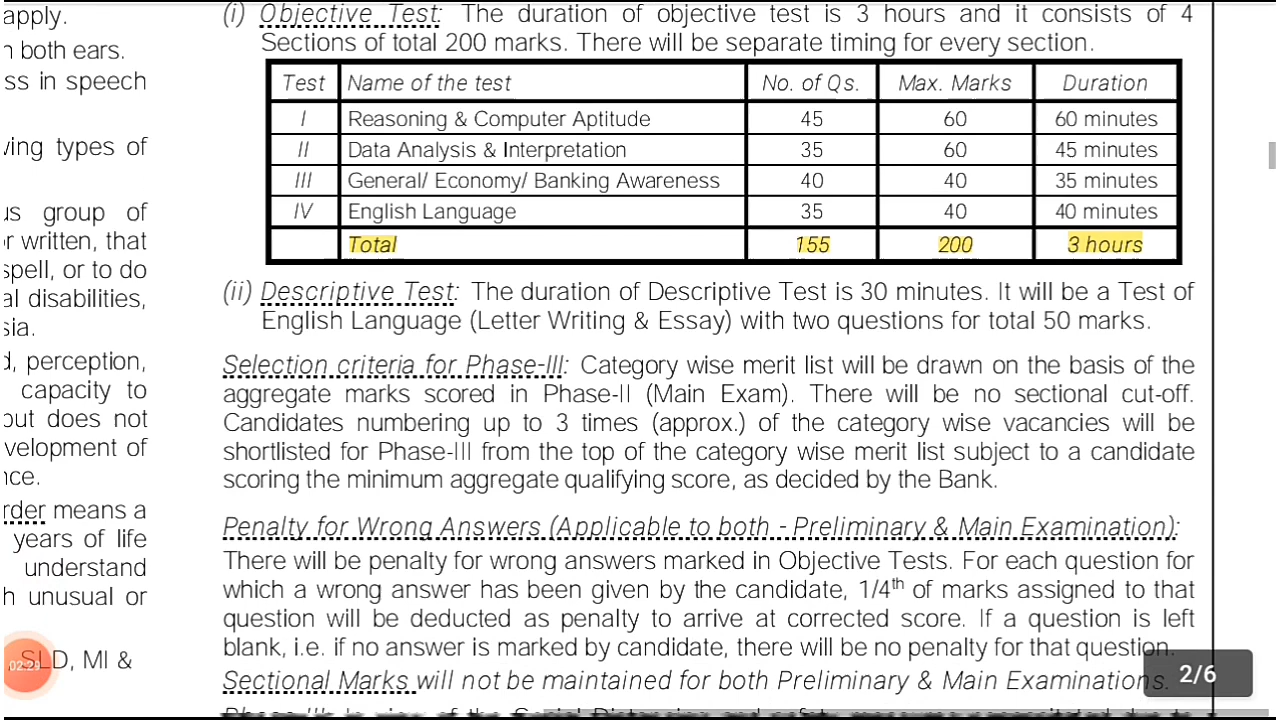 apply.
n both ears.
ss in speech
ving types of
us group of
or written, that
spell, or to do
al disabilities,
sia.
d, perception,
capacity to
but does not
velopment of
nce.
rder means a
years of life
understand
h unusual or
SLD, MI &
02:29
(i) Objective Test: The duration of objective test is 3 hours and it consists of 4
Sections of total 200 marks. There will be separate timing for every section.
Test Name of the test No. of Qs. Max. Marks Duration
I Reasoning & Computer Aptitude 45 60 60 minutes
II Data Analysis & Interpretation 35 60 45 minutes
III General/ Economy/ Banking Awareness 40 40 35 minutes
IV English Language 35 40 40 minutes
Total 155 200 3 hours
(ii) Descriptive Test: The duration of Descriptive Test is 30 minutes. It will be a Test of
English Language (Letter Writing & Essay) with two questions for total 50 marks.
Selection criteria for Phase-III: Category wise merit list will be drawn on the basis of the
aggregate marks scored in Phase-II (Main Exam). There will be no sectional cut-off.
Candidates numbering up to 3 times (approx.) of the category wise vacancies will be
shortlisted for Phase-III from the top of the category wise merit list subject to a candidate
scoring the minimum aggregate qualifying score, as decided by the Bank.
Penalty for Wrong Answers (Applicable to both - Preliminary & Main Examination):
There will be penalty for wrong answers marked in Objective Tests. For each question for
which a wrong answer has been given by the candidate, 1/4th of marks assigned to that
question will be deducted as penalty to arrive at corrected score. If a question is left
blank, i.e. if no answer is marked by candidate, there will be no penalty for that question.
Sectional Marks will not be maintained for both Preliminary & Main Examinations.
2/6